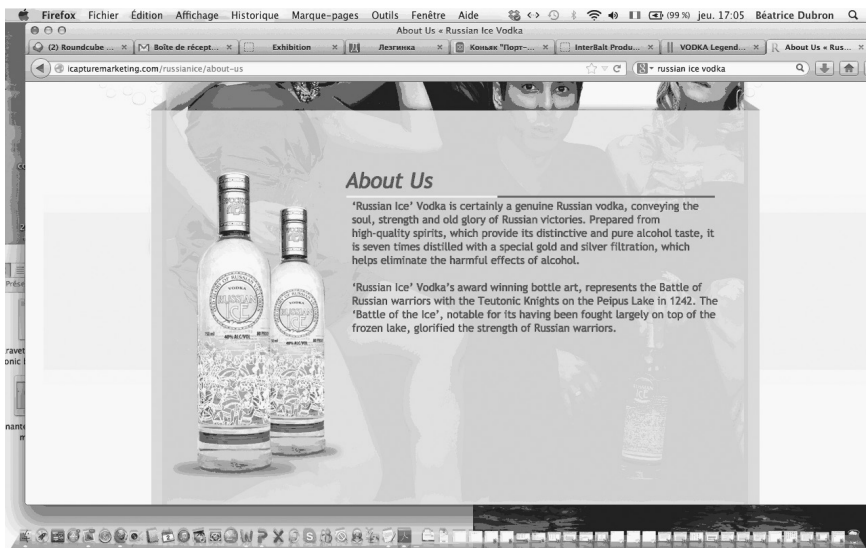 Firefox Fichier Édition Affichage Historique Marque-pages Outils Fenêtre Aide (99 %) jeu. 17:05 Béatrice Dubron
About Us « Russian Ice Vodka
(2) Roundcube ... × Boîte de récept... × Exhibition × Лезгинка × Коньяк "Порт-... × InterBalt Produ... × VODKA Legend... × About Us « Rus... ×
icapturemarketing.com/russianice/about-us russian ice vodka
About Us
‘Russian Ice’ Vodka is certainly a genuine Russian vodka, conveying the
soul, strength and old glory of Russian victories. Prepared from
high-quality spirits, which provide its distinctive and pure alcohol taste, it
is seven times distilled with a special gold and silver filtration, which
helps eliminate the harmful effects of alcohol.
‘Russian Ice’ Vodka’s award winning bottle art, represents the Battle of
Russian warriors with the Teutonic Knights on the Peipus Lake in 1242. The
‘Battle of the Ice’, notable for its having been fought largely on top of the
frozen lake, glorified the strength of Russian warriors.
VODKA
RUSSIAN
ICE
40% ALC/VOL
RUSSIAN
ICE
40% ALC/VOL